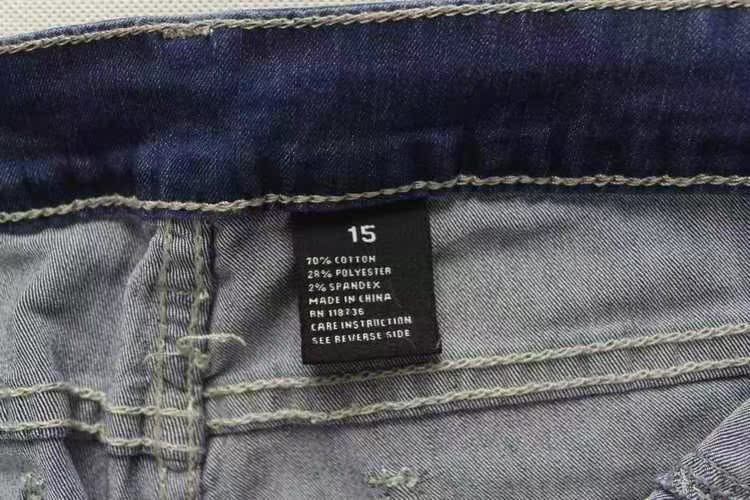 15
70% COTTON
28% POLYESTER
2% SPANDEX
MADE IN CHINA
RN 118736
CARE INSTRUCTION
SEE REVERSE SIDE